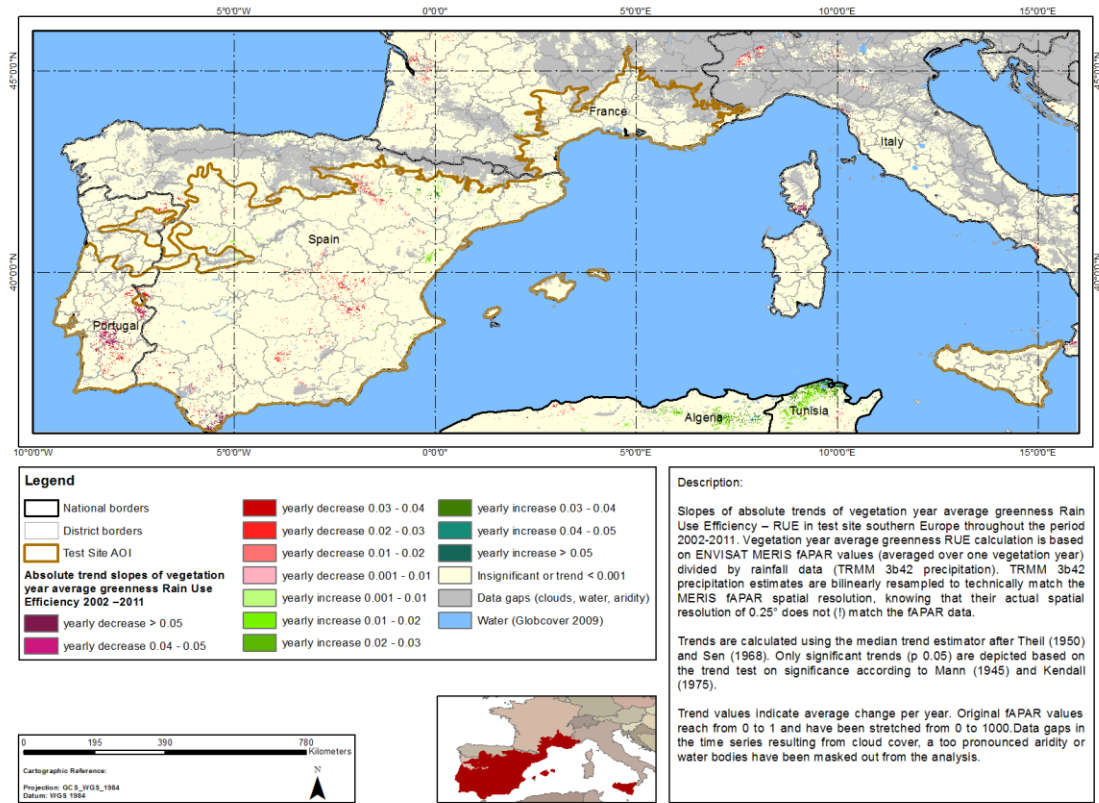 5°0'0"W 0°0'0" 5°0'0"E 10°0'0"E 15°0'0"E
45°0'0"N 45°0'0"N
France
Italy
Spain
40°0'0"N 40°0'0"N
Portugal
Algeria Tunisia
10°0'0"W 5°0'0"W 0°0'0" 5°0'0"E 10°0'0"E 15°0'0"E
Legend
National borders
District borders
Test Site AOI
Absolute trend slopes of vegetation
year average greenness Rain Use
Efficiency 2002 –2011
yearly decrease > 0.05
yearly decrease 0.04 - 0.05
yearly decrease 0.03 - 0.04
yearly decrease 0.02 - 0.03
yearly decrease 0.01 - 0.02
yearly decrease 0.001 - 0.01
yearly increase 0.001 - 0.01
yearly increase 0.01 - 0.02
yearly increase 0.02 - 0.03
yearly increase 0.03 - 0.04
yearly increase 0.04 - 0.05
yearly increase > 0.05
Insignificant or trend < 0.001
Data gaps (clouds, water, aridity)
Water (Globcover 2009)
Description:
Slopes of absolute trends of vegetation year average greenness Rain
Use Efficiency – RUE in test site southern Europe throughout the period
2002-2011. Vegetation year average greenness RUE calculation is based
on ENVISAT MERIS fAPAR values (averaged over one vegetation year)
divided by rainfall data (TRMM 3b42 precipitation). TRMM 3b42
precipitation estimates are bilinearly resampled to technically match the
MERIS fAPAR spatial resolution, knowing that their actual spatial
resolution of 0.25° does not (!) match the fAPAR data.
Trends are calculated using the median trend estimator after Theil (1950)
and Sen (1968). Only significant trends (p 0.05) are depicted based on
the trend test on significance according to Mann (1945) and Kendall
(1975).
Trend values indicate average change per year. Original fAPAR values
reach from 0 to 1 and have been stretched from 0 to 1000.Data gaps in
the time series resulting from cloud cover, a too pronounced aridity or
water bodies have been masked out from the analysis.
0 195 390 780
Kilometers
Cartographic Reference:
Projection: GCS_WGS_1984
Datum: WGS 1984
N